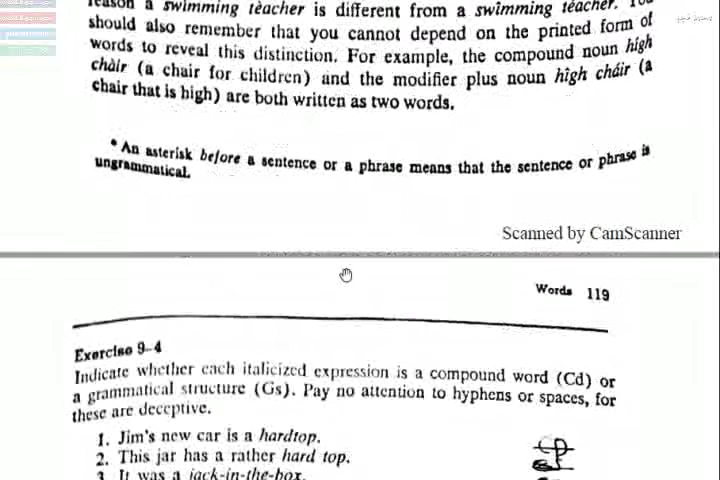 reason a swimming tèacher is different from a swimming téacher. You
should also remember that you cannot depend on the printed form of
words to reveal this distinction. For example, the compound noun hígh
chàir (a chair for children) and the modifier plus noun hîgh cháir (a
chair that is high) are both written as two words.
*An asterisk before a sentence or a phrase means that the sentence or phrase is
ungrammatical.
Scanned by CamScanner
Words 119
Exercise 9-4
Indicate whether each italicized expression is a compound word (Cd) or
a grammatical structure (Gs). Pay no attention to hyphens or spaces, for
these are deceptive.
1. Jim's new car is a hardtop.
2. This jar has a rather hard top.
3. It was a jack-in-the-box.